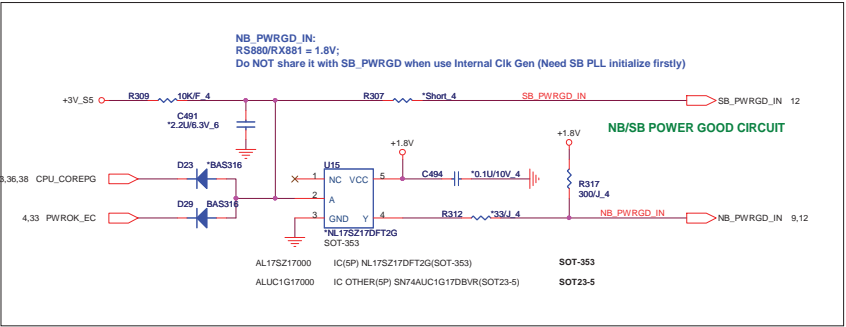 NB_PWRGD_IN:
RS880/RX881 = 1.8V;
Do NOT share it with SB_PWRGD when use Internal Clk Gen (Need SB PLL initialize firstly)
+3V_S5
R309
10K/F_4
R307
*Short_4
SB_PWRGD_IN
SB_PWRGD_IN 12
C491
*2.2U/6.3V_6
NB/SB POWER GOOD CIRCUIT
+1.8V
+1.8V
3,36,38 CPU_COREPG
D23
*BAS316
U15
1
NC
VCC
5
C494
*0.1U/10V_4
R317
300/J_4
2
A
4,33 PWROK_EC
D29
BAS316
3
GND
Y
4
R312
*33/J_4
NB_PWRGD_IN
NB_PWRGD_IN 9,12
*NL17SZ17DFT2G
SOT-353
AL17SZ17000 IC(5P) NL17SZ17DFT2G(SOT-353) SOT-353
ALUC1G17000 IC OTHER(5P) SN74AUC1G17DBVR(SOT23-5) SOT23-5